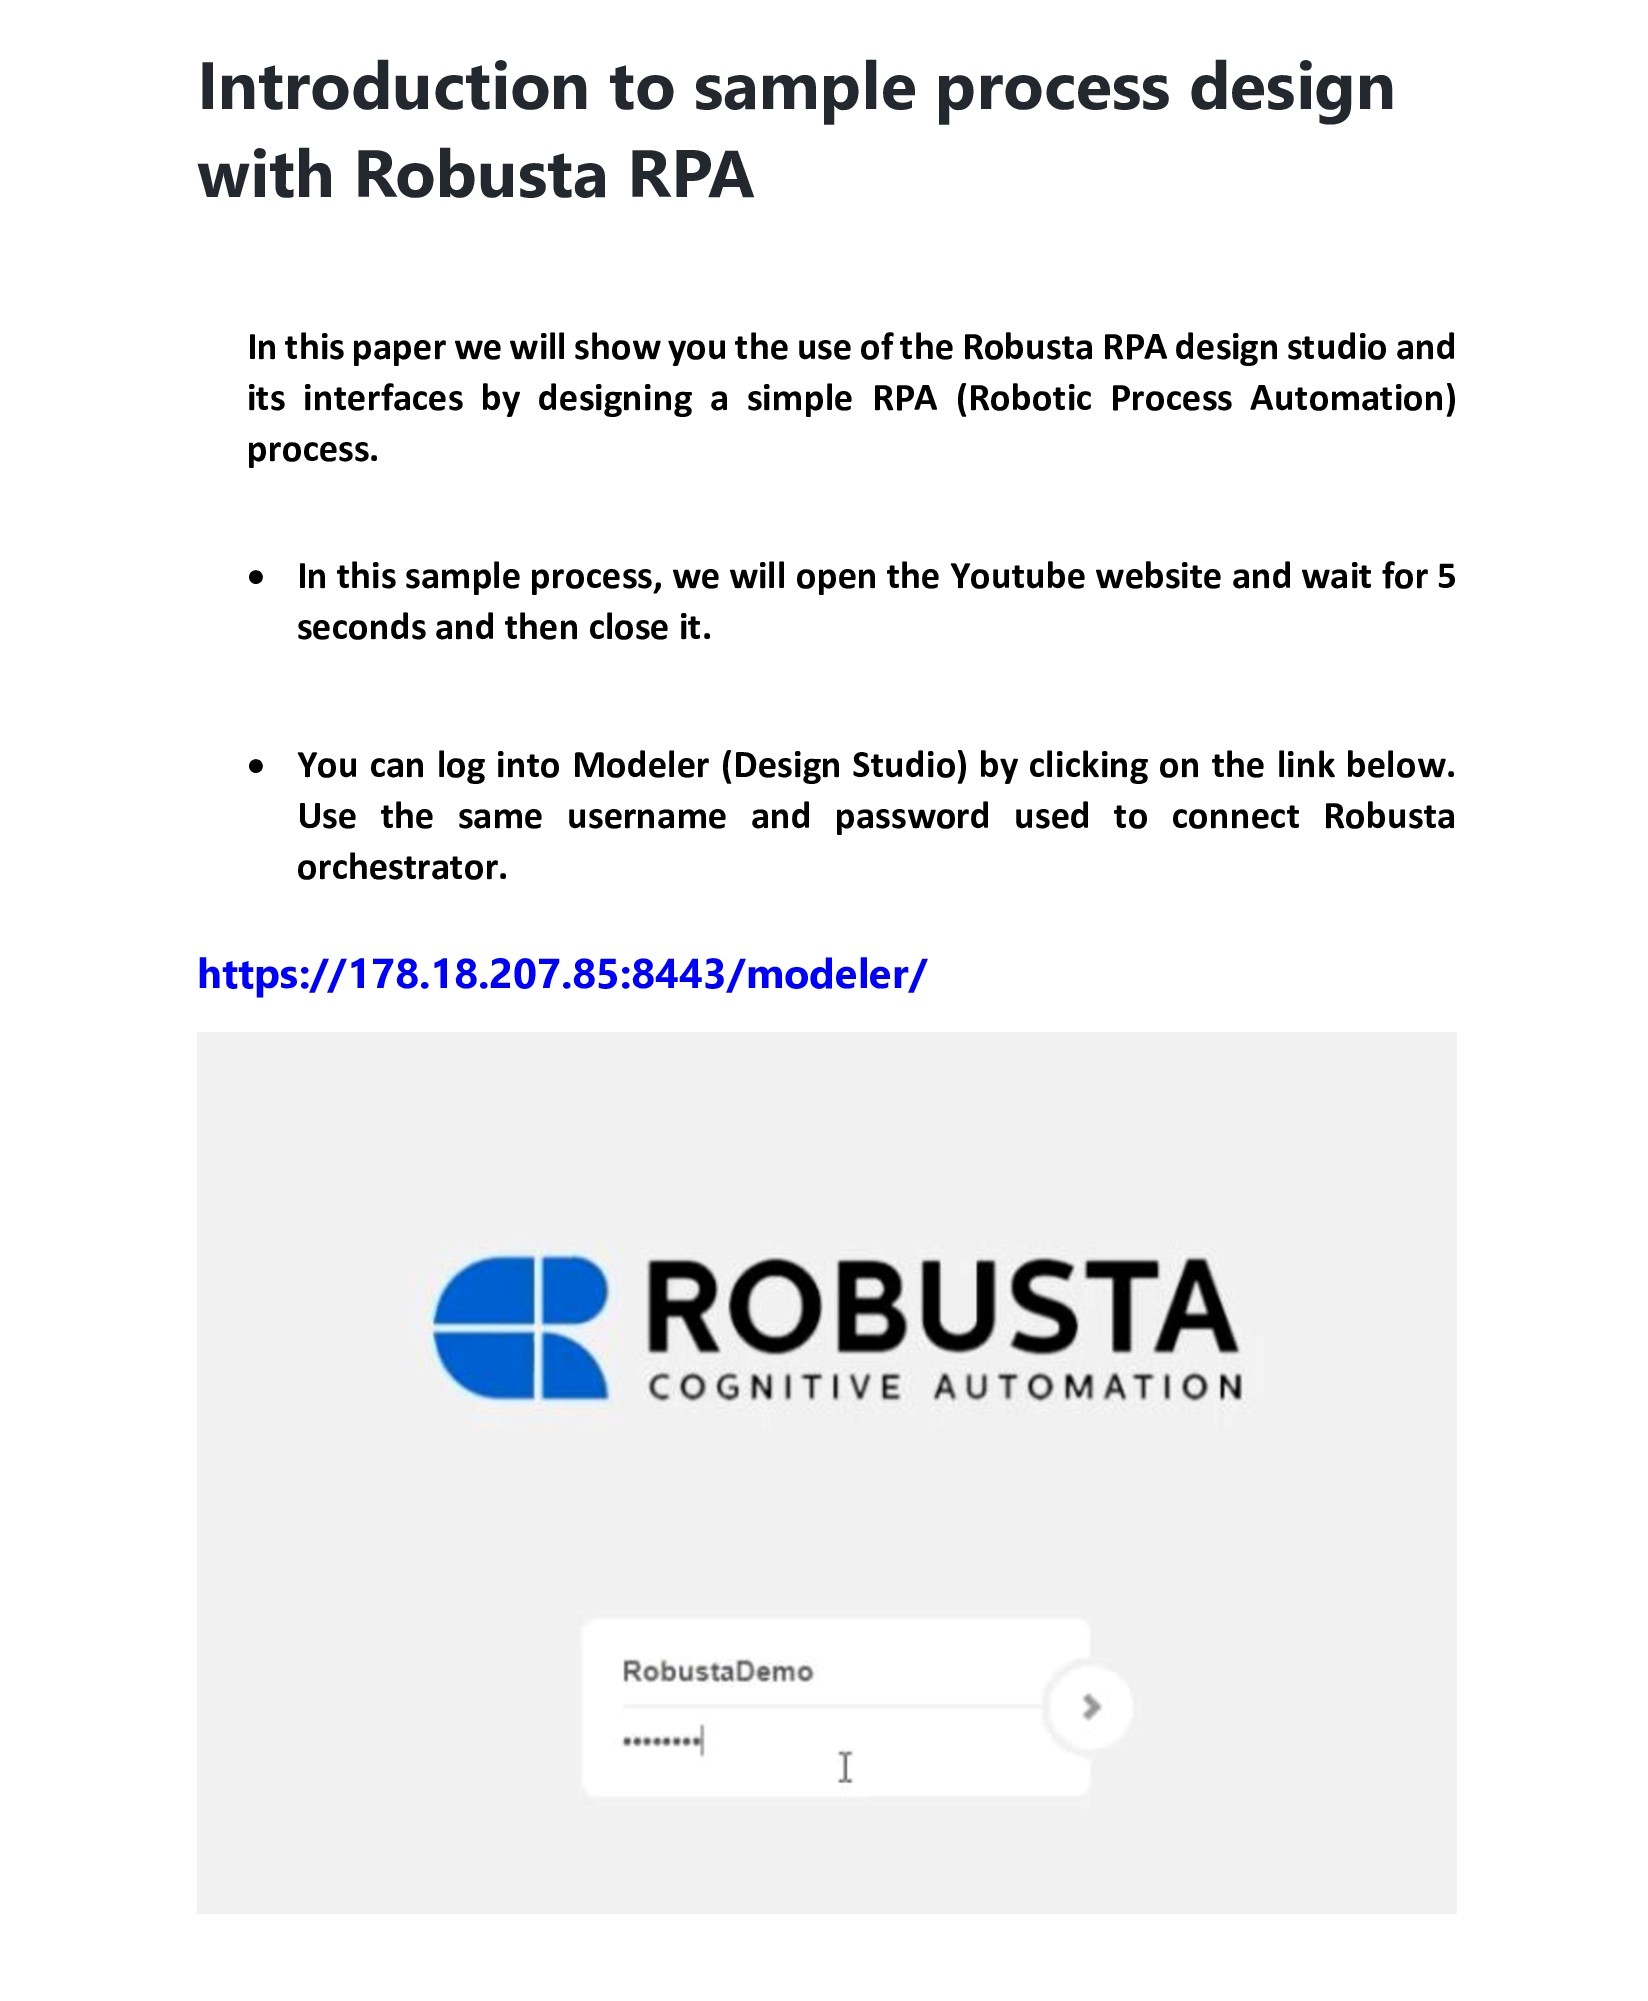 Introduction to sample process design
with Robusta RPA
In this paper we will show you the use of the Robusta RPA design studio and
its interfaces by designing a simple RPA (Robotic Process Automation)
process.
• In this sample process, we will open the Youtube website and wait for 5
seconds and then close it.
• You can log into Modeler (Design Studio) by clicking on the link below.
Use the same username and password used to connect Robusta
orchestrator.
https://178.18.207.85:8443/modeler/
ROBUSTA
COGNITIVE AUTOMATION
RobustaDemo
••••••••